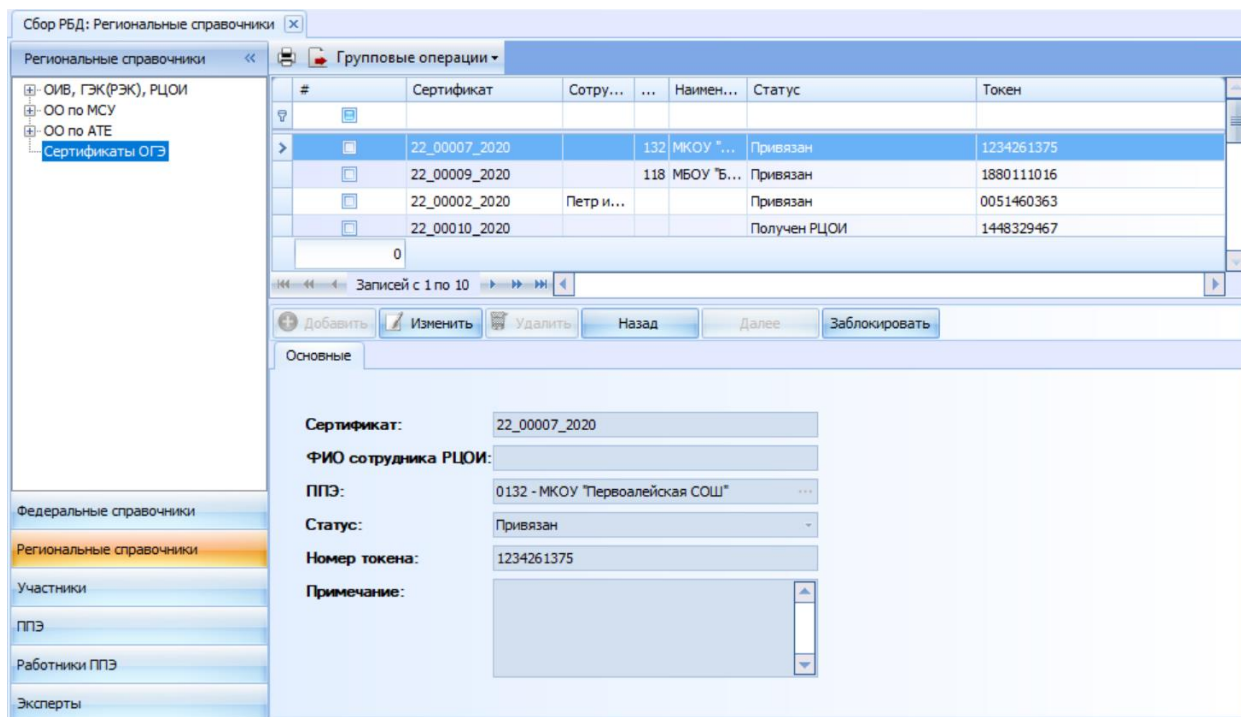 Сбор РБД: Региональные справочники
Региональные справочники «
Групповые операции
ОИВ, ГЭК(РЭК), РЦОИ
ОО по МСУ
ОО по АТЕ
Сертификаты ОГЭ
# Сертификат Сотру... ... Наимен... Статус Токен
22_00007_2020 132 МКОУ "... Привязан 1234261375
22_00009_2020 118 МБОУ "Б... Привязан 1880111016
22_00002_2020 Петр и... Привязан 0051460363
22_00010_2020 Получен РЦОИ 1448329467
0
Записей с 1 по 10
Добавить Изменить Удалить Назад Далее Заблокировать
Основные
Сертификат: 22_00007_2020
ФИО сотрудника РЦОИ:
ППЭ: 0132 - МКОУ "Первоалейская СОШ" ...
Статус: Привязан
Номер токена: 1234261375
Примечание:
Федеральные справочники
Региональные справочники
Участники
ППЭ
Работники ППЭ
Эксперты